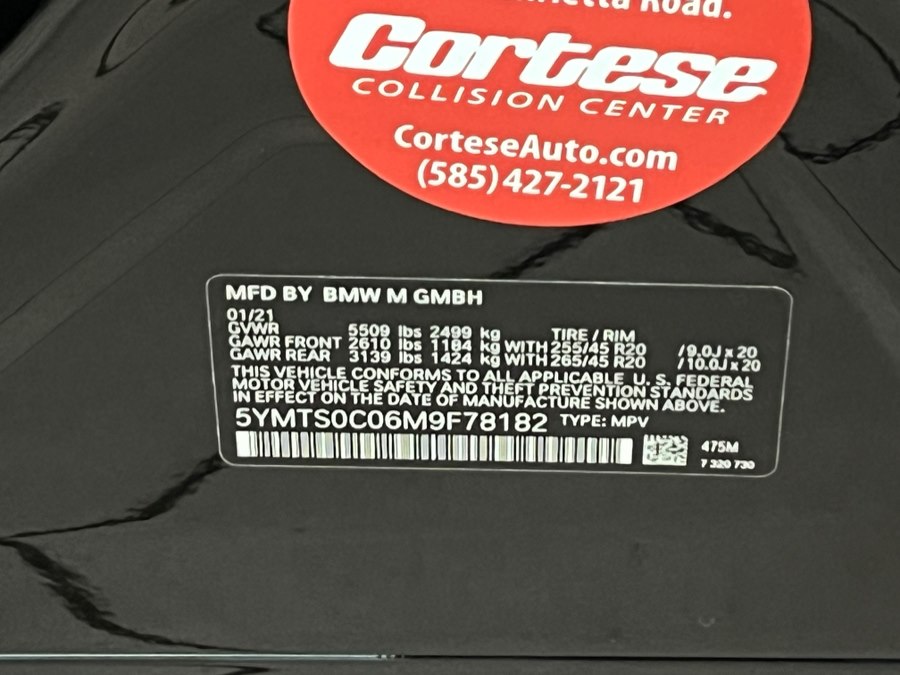 Road.
Cortese
COLLISION CENTER
CorteseAuto.com
(585) 427-2121
MFD BY BMW M GMBH
01/21
GVWR 5509 lbs 2499 kg TIRE / RIM
GAWR FRONT 2610 lbs 1184 kg WITH 255/45 R20 /9.0J x 20
GAWR REAR 3139 lbs 1424 kg WITH 265/45 R20 /10.0J x 20
THIS VEHICLE CONFORMS TO ALL APPLICABLE U. S. FEDERAL
MOTOR VEHICLE SAFETY AND THEFT PREVENTION STANDARDS
IN EFFECT ON THE DATE OF MANUFACTURE SHOWN ABOVE.
5YMTS0C06M9F78182 TYPE: MPV
475M
7 320 730